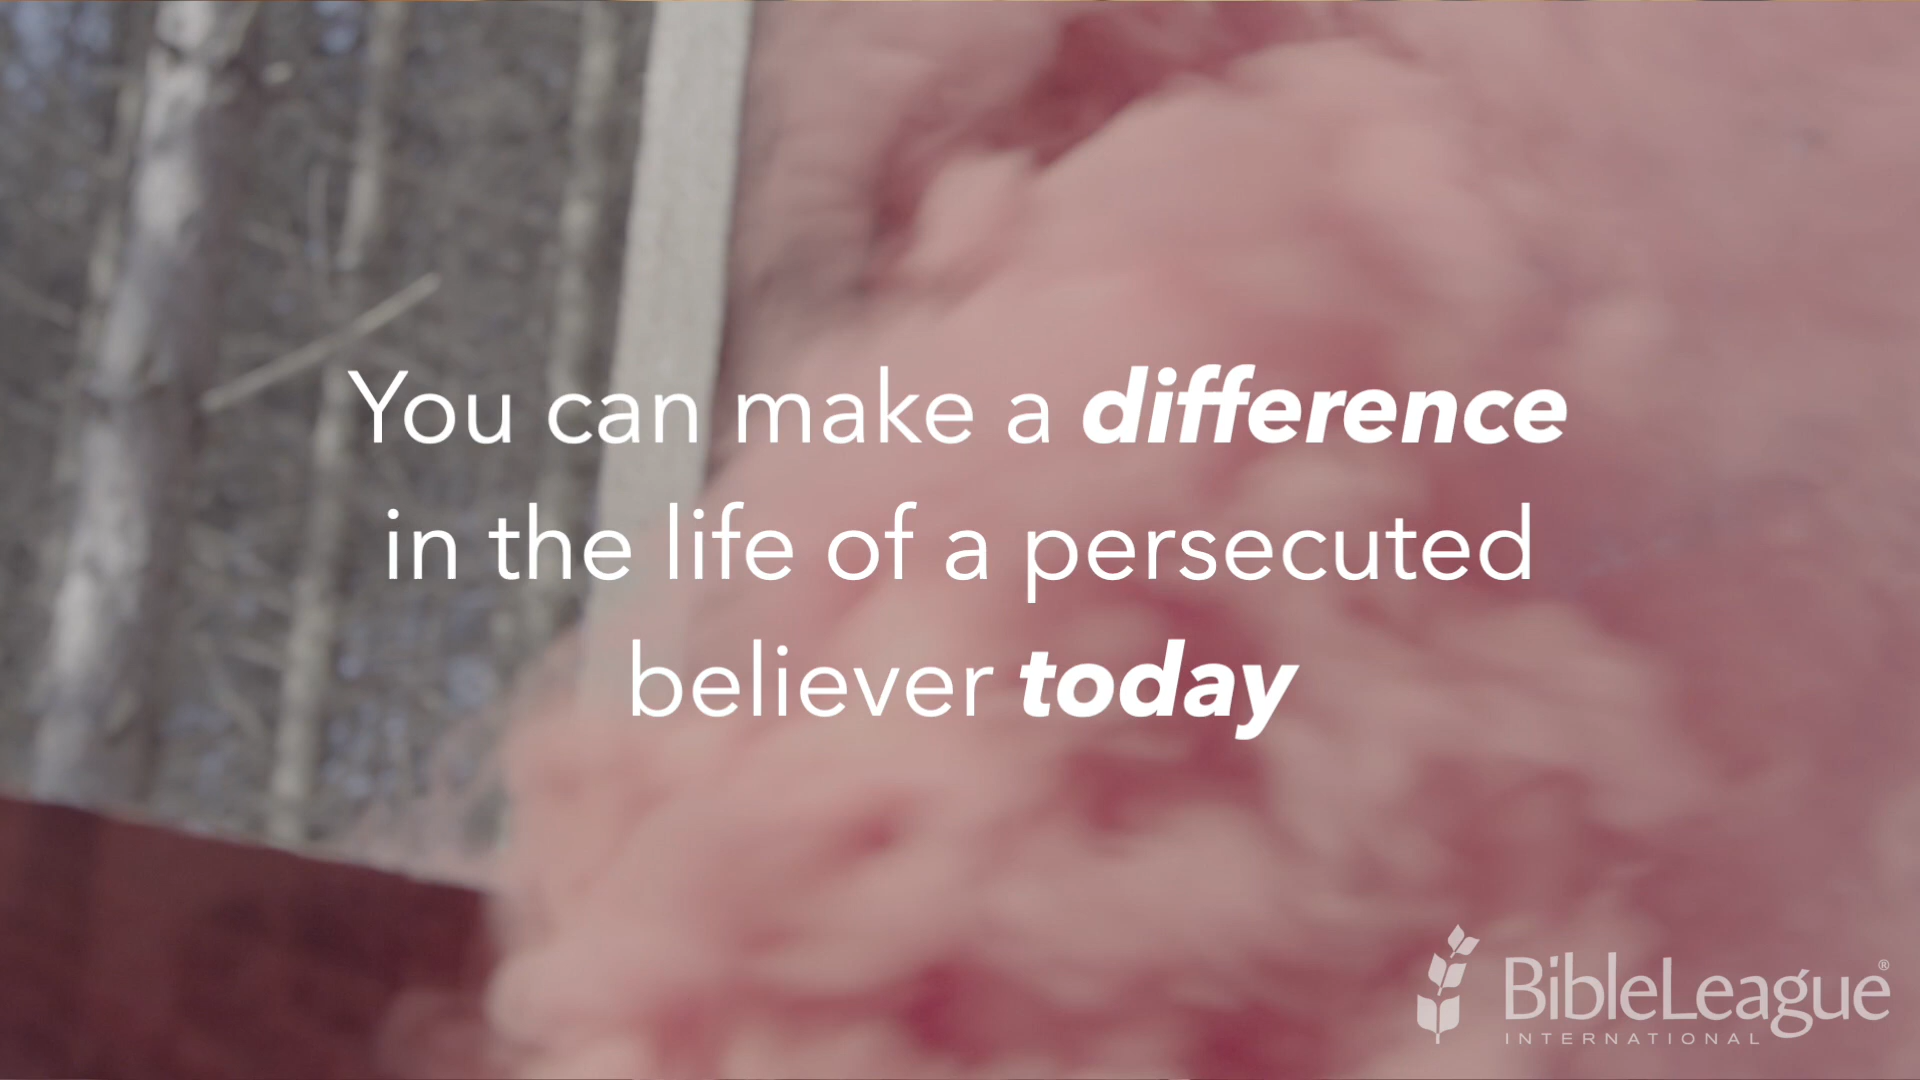 You can make a difference
in the life of a persecuted
believer today
BibleLeague®
INTERNATIONAL